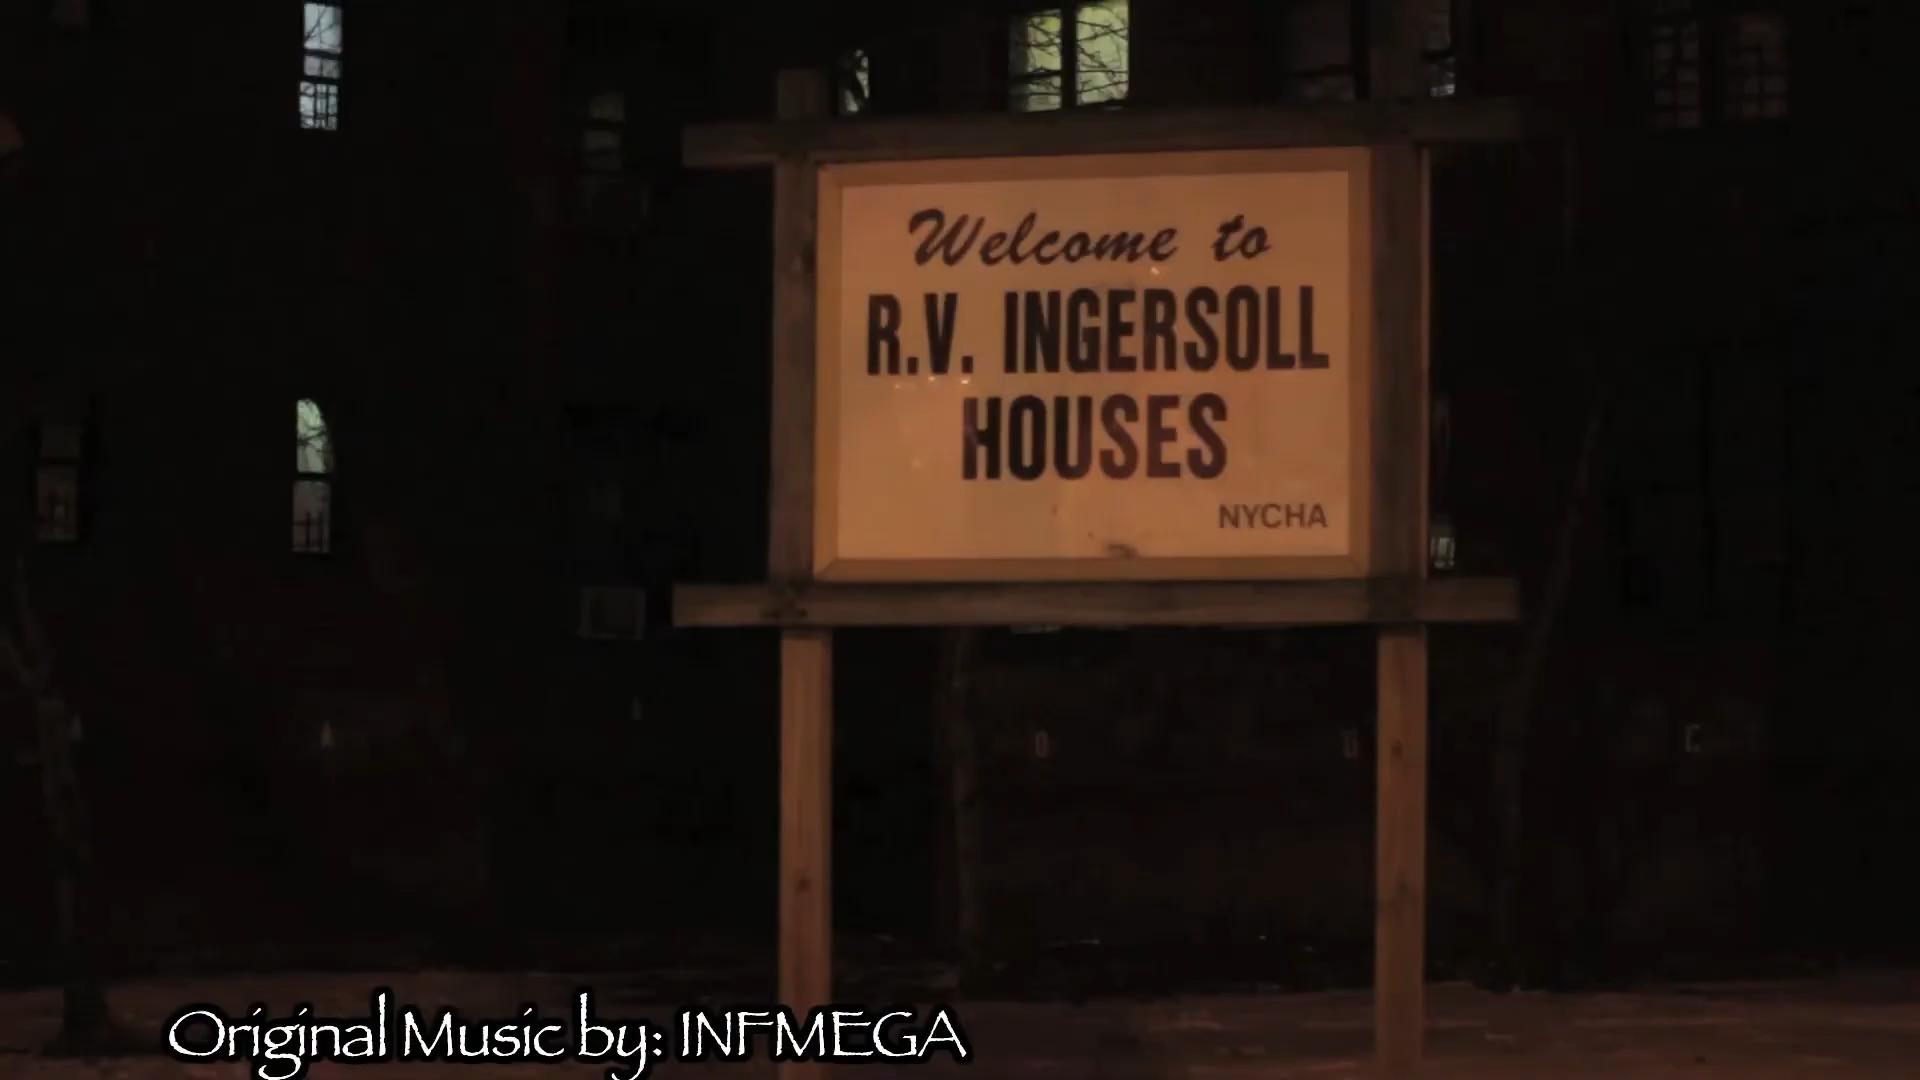 Welcome to
R.V. INGERSOLL
HOUSES
NYCHA
Original Music by: INFMEGA